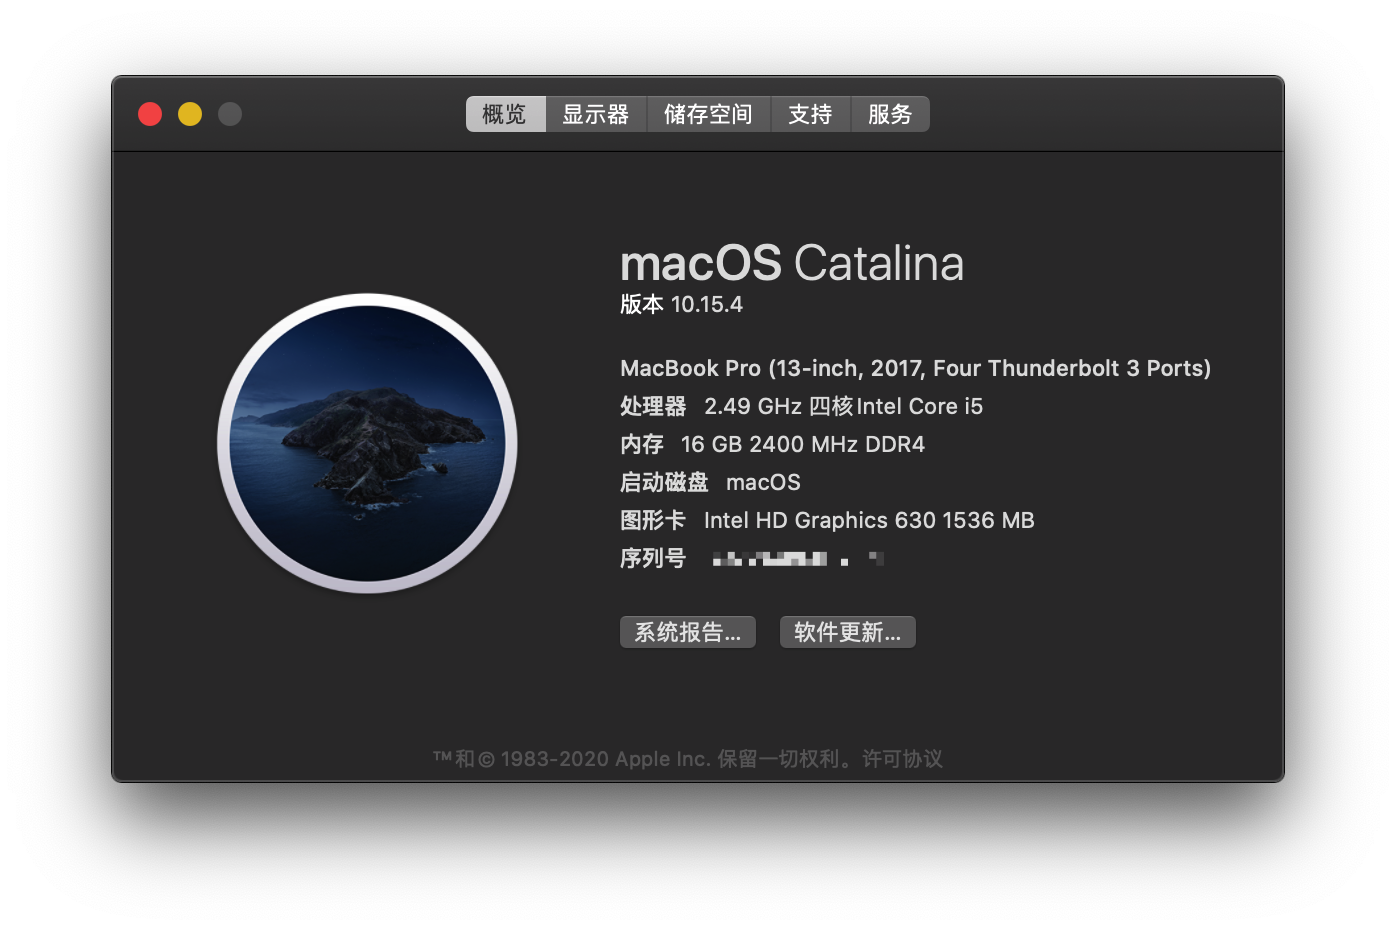 概览 显示器 储存空间 支持 服务
macOS Catalina
版本 10.15.4
MacBook Pro (13-inch, 2017, Four Thunderbolt 3 Ports)
处理器 2.49 GHz 四核Intel Core i5
内存 16 GB 2400 MHz DDR4
启动磁盘 macOS
图形卡 Intel HD Graphics 630 1536 MB
序列号
系统报告... 软件更新...
™和© 1983-2020 Apple Inc. 保留一切权利。许可协议